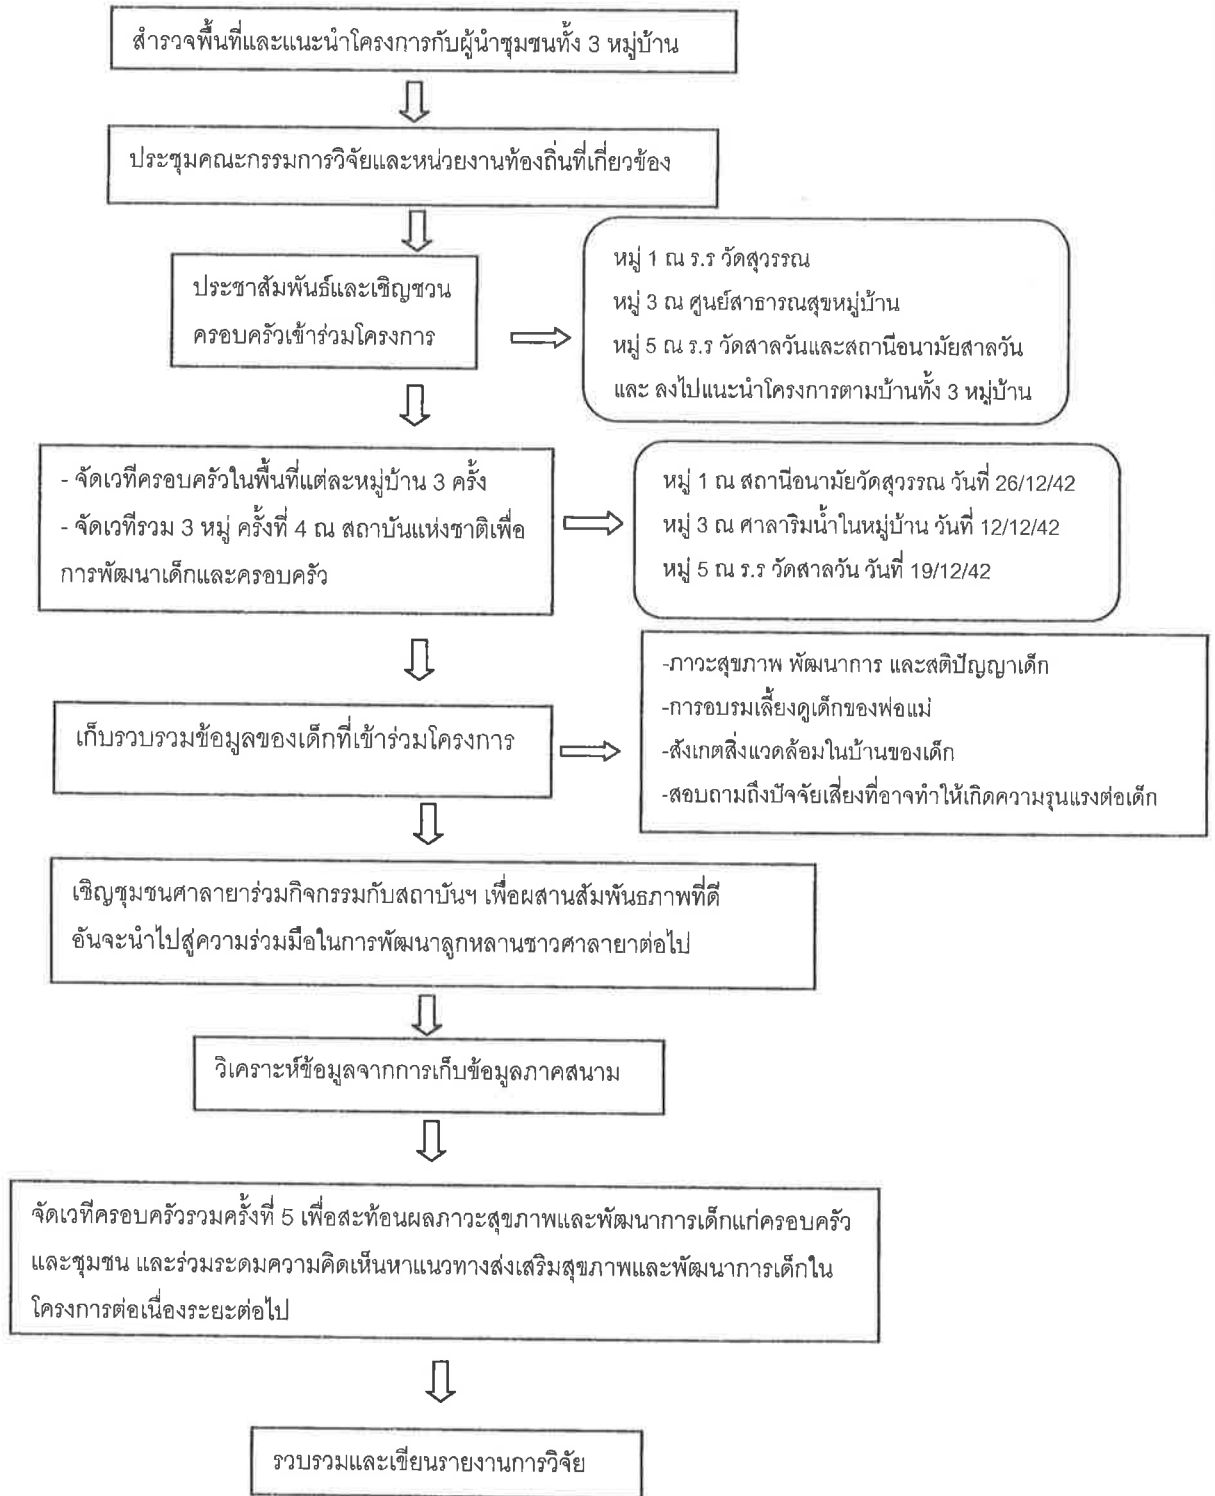 สำรวจพื้นที่และแนะนำโครงการกับผู้นำชุมชนทั้ง 3 หมู่บ้าน
ประชุมคณะกรรมการวิจัยและหน่วยงานท้องถิ่นที่เกี่ยวข้อง
ประชาสัมพันธ์และเชิญชวน
ครอบครัวเข้าร่วมโครงการ
หมู่ 1 ณ ร.ร วัดสุวรรณ
หมู่ 3 ณ ศูนย์สาธารณสุขหมู่บ้าน
หมู่ 5 ณ ร.ร วัดสาลวันและสถานีอนามัยสาลวัน
และ ลงไปแนะนำโครงการตามบ้านทั้ง 3 หมู่บ้าน
- จัดเวทีครอบครัวในพื้นที่แต่ละหมู่บ้าน 3 ครั้ง
- จัดเวทีรวม 3 หมู่ ครั้งที่ 4 ณ สถาบันแห่งชาติเพื่อ
การพัฒนาเด็กและครอบครัว
หมู่ 1 ณ สถานีอนามัยวัดสุวรรณ วันที่ 26/12/42
หมู่ 3 ณ ศาลาริมน้ำในหมู่บ้าน วันที่ 12/12/42
หมู่ 5 ณ ร.ร วัดสาลวัน วันที่ 19/12/42
เก็บรวบรวมข้อมูลของเด็กที่เข้าร่วมโครงการ
-ภาวะสุขภาพ พัฒนาการ และสติปัญญาเด็ก
-การอบรมเลี้ยงดูเด็กของพ่อแม่
-สังเกตสิ่งแวดล้อมในบ้านของเด็ก
-สอบถามถึงปัจจัยเสี่ยงที่อาจทำให้เกิดความรุนแรงต่อเด็ก
เชิญชุมชนศาลายาร่วมกิจกรรมกับสถาบันฯ เพื่อผสานสัมพันธภาพที่ดี
อันจะนำไปสู่ความร่วมมือในการพัฒนาลูกหลานชาวศาลายาต่อไป
วิเคราะห์ข้อมูลจากการเก็บข้อมูลภาคสนาม
จัดเวทีครอบครัวรวมครั้งที่ 5 เพื่อสะท้อนผลภาวะสุขภาพและพัฒนาการเด็กแก่ครอบครัว
และชุมชน และร่วมระดมความคิดเห็นหาแนวทางส่งเสริมสุขภาพและพัฒนาการเด็กใน
โครงการต่อเนื่องระยะต่อไป
รวบรวมและเขียนรายงานการวิจัย